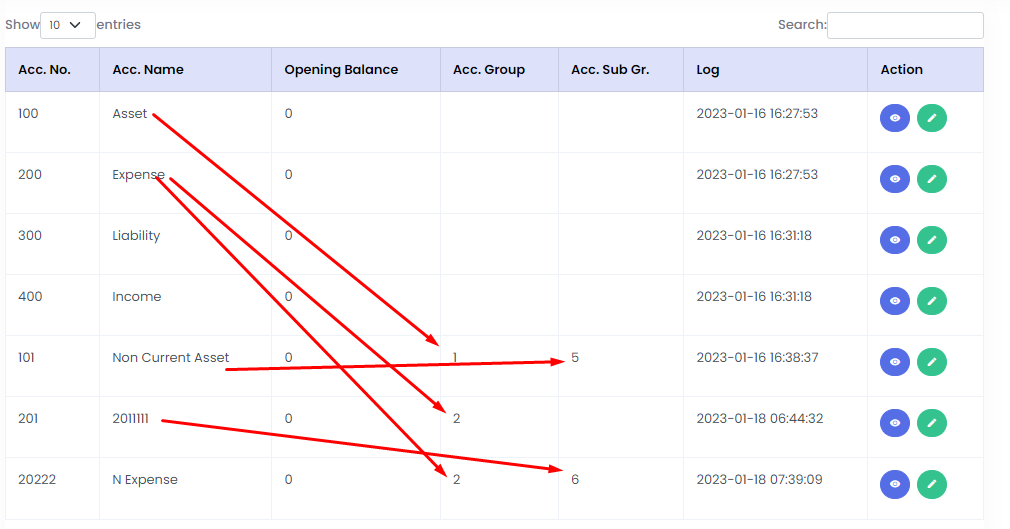 Show 10 entries Search:
Acc. No. Acc. Name Opening Balance Acc. Group Acc. Sub Gr. Log Action
100 Asset 0 2023-01-16 16:27:53
200 Expense 0 2023-01-16 16:27:53
300 Liability 0 2023-01-16 16:31:18
400 Income 0 2023-01-16 16:31:18
101 Non Current Asset 0 1 5 2023-01-16 16:38:37
201 2011111 0 2 2023-01-18 06:44:32
20222 N Expense 0 2 6 2023-01-18 07:39:09